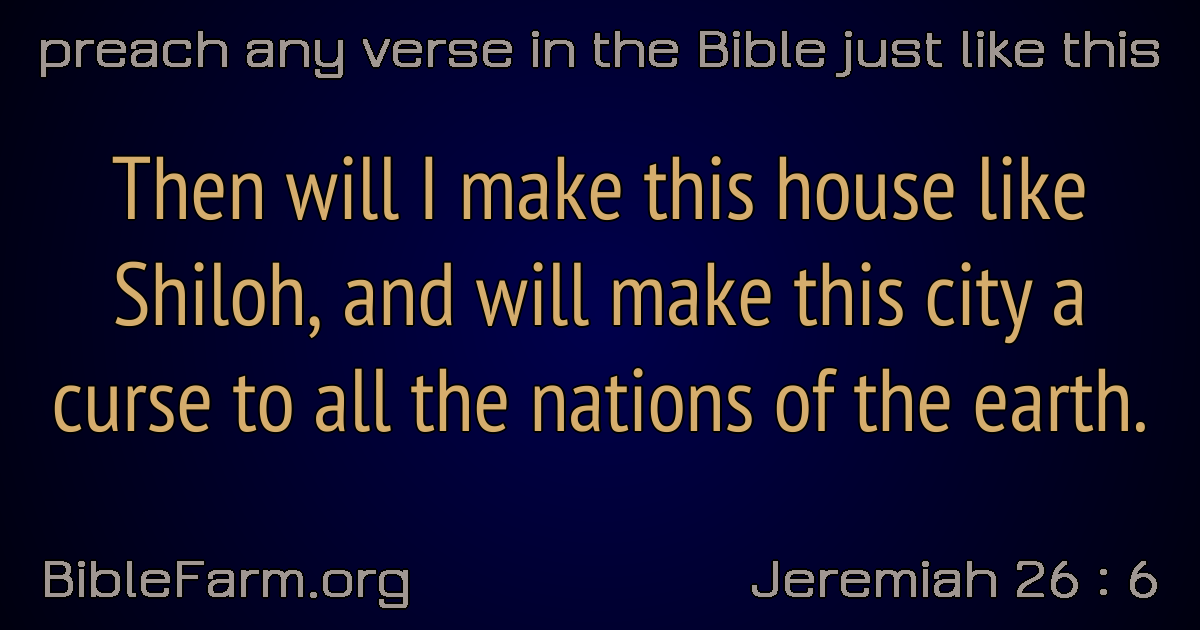 preach any verse in the Bible just like this
Then will I make this house like
Shiloh, and will make this city a
curse to all the nations of the earth.
BibleFarm.org
Jeremiah 26 : 6